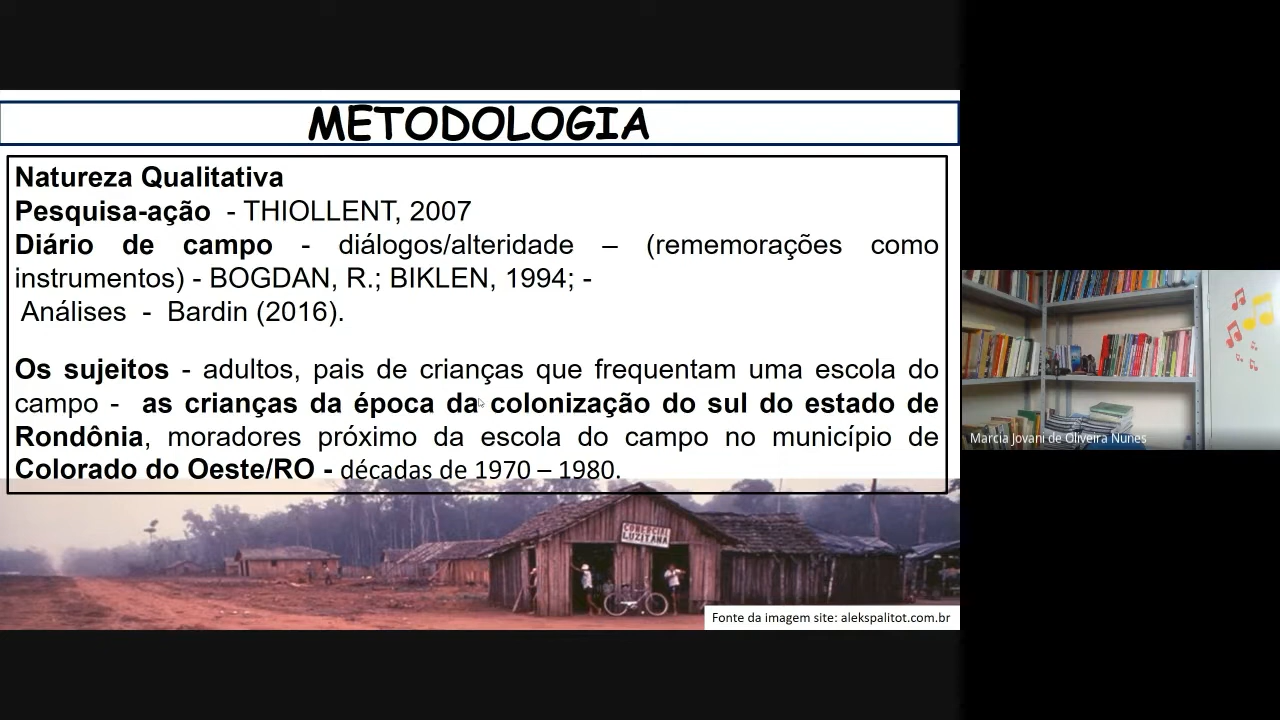 METODOLOGIA
Natureza Qualitativa
Pesquisa-ação - THIOLLENT, 2007
Diário de campo - diálogos/alteridade – (rememorações como
instrumentos) - BOGDAN, R.; BIKLEN, 1994; -
Análises - Bardin (2016).
Os sujeitos - adultos, pais de crianças que frequentam uma escola do
campo - as crianças da época da colonização do sul do estado de
Rondônia, moradores próximo da escola do campo no município de
Colorado do Oeste/RO - décadas de 1970 – 1980.
COMERCIAL
LUZITANA
Fonte da imagem site: alekspalitot.com.br
Marcia Jovani de Oliveira Nunes